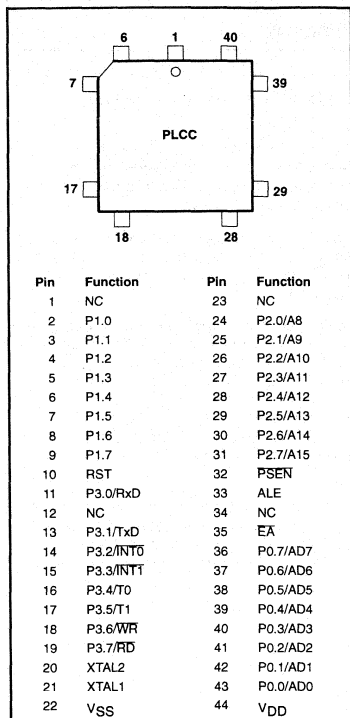 6 1 40
7 39
PLCC
17 29
18 28
Pin Function Pin Function
1 NC 23 NC
2 P1.0 24 P2.0/A8
3 P1.1 25 P2.1/A9
4 P1.2 26 P2.2/A10
5 P1.3 27 P2.3/A11
6 P1.4 28 P2.4/A12
7 P1.5 29 P2.5/A13
8 P1.6 30 P2.6/A14
9 P1.7 31 P2.7/A15
10 RST 32 P̅S̅E̅N̅
11 P3.0/RxD 33 ALE
12 NC 34 NC
13 P3.1/TxD 35 E̅A̅
14 P3.2/I̅N̅T̅0̅ 36 P0.7/AD7
15 P3.3/I̅N̅T̅1̅ 37 P0.6/AD6
16 P3.4/T0 38 P0.5/AD5
17 P3.5/T1 39 P0.4/AD4
18 P3.6/W̅R̅ 40 P0.3/AD3
19 P3.7/R̅D̅ 41 P0.2/AD2
20 XTAL2 42 P0.1/AD1
21 XTAL1 43 P0.0/AD0
22 VSS 44 VDD